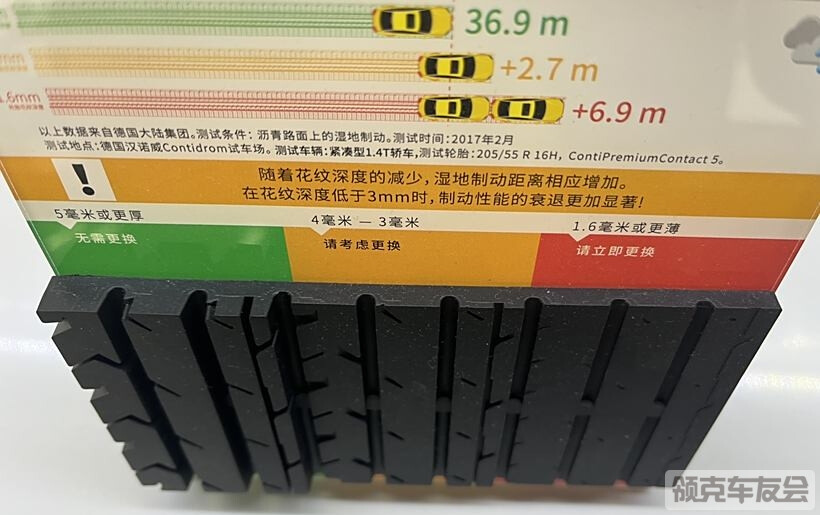 36.9 m
+2.7 m
1.6mm
+6.9 m
以上数据来自德国大陆集团。测试条件：沥青路面上的湿地制动。测试时间：2017年2月
测试地点：德国汉诺威Contidrom试车场。测试车辆：紧凑型1.4T轿车,测试轮胎：205/55 R 16H, ContiPremiumContact 5。
!
随着花纹深度的减少，湿地制动距离相应增加。
在花纹深度低于3mm时，制动性能的衰退更加显著!
5毫米或更厚
4毫米 — 3毫米
1.6毫米或更薄
无需更换
请考虑更换
请立即更换
领克车友会